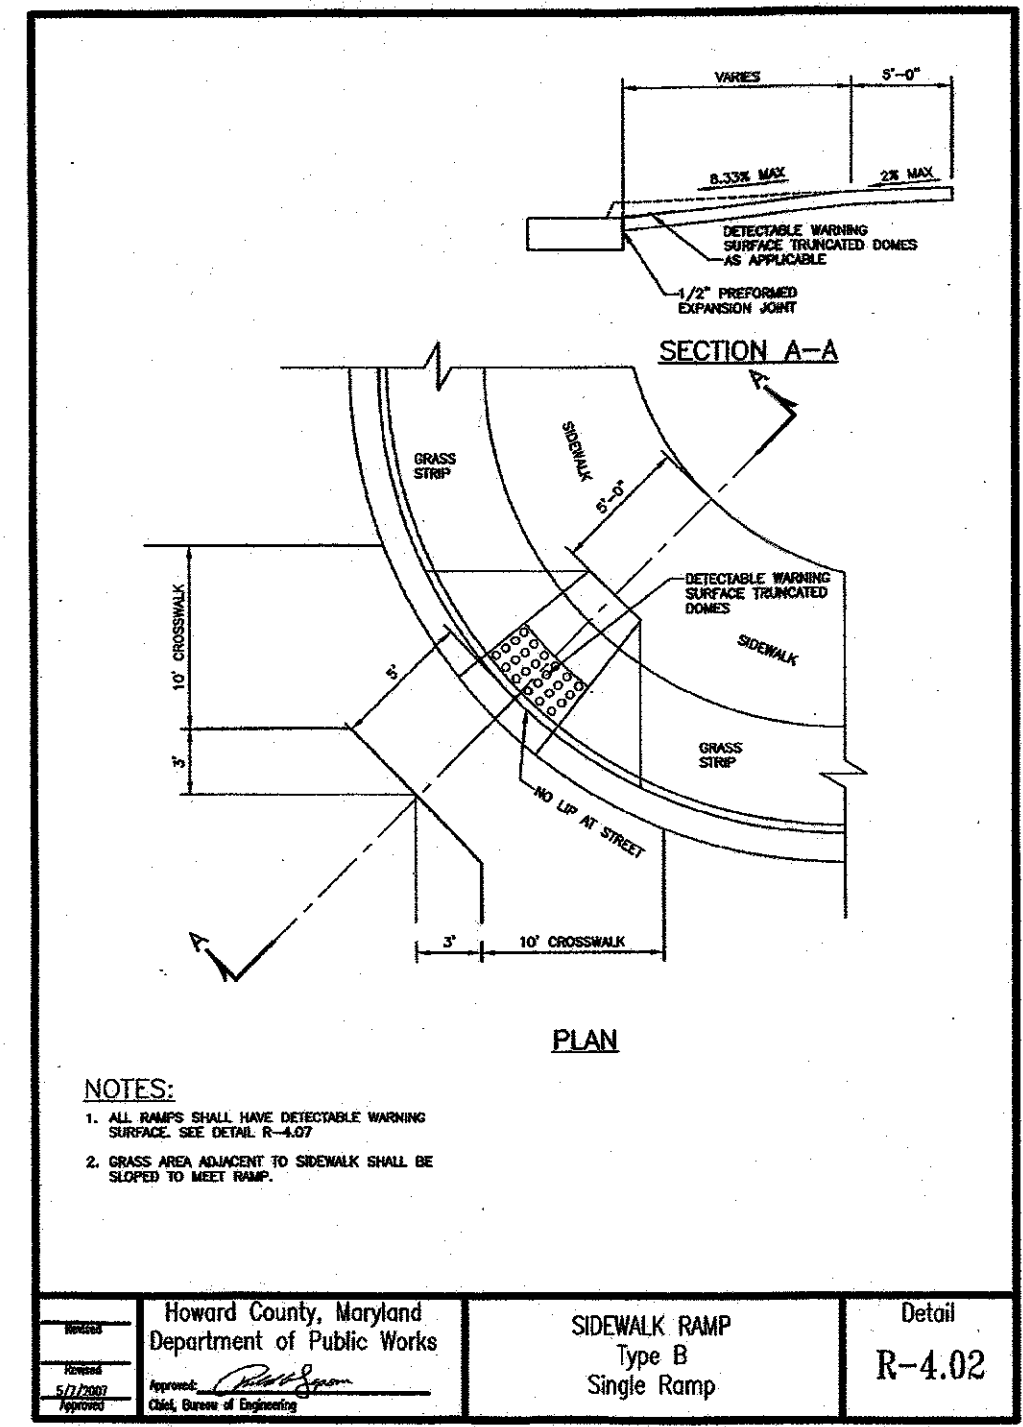 VARIES
5'-0"
8.33% MAX
2% MAX
DETECTABLE WARNING
SURFACE TRUNCATED DOMES
AS APPLICABLE
1/2" PREFORMED
EXPANSION JOINT
SECTION A-A
A
GRASS
STRIP
SIDEWALK
5'-0"
DETECTABLE WARNING
SURFACE TRUNCATED
DOMES
10' CROSSWALK
5'
SIDEWALK
3'
GRASS
STRIP
NO LIP AT STREET
A
3'
10' CROSSWALK
PLAN
NOTES:
1. ALL RAMPS SHALL HAVE DETECTABLE WARNING
SURFACE. SEE DETAIL R-4.07
2. GRASS AREA ADJACENT TO SIDEWALK SHALL BE
SLOPED TO MEET RAMP.
Revised
Revised
5/7/2007
Approved
Howard County, Maryland
Department of Public Works
Approved:
Chief, Bureau of Engineering
SIDEWALK RAMP
Type B
Single Ramp
Detail
R-4.02